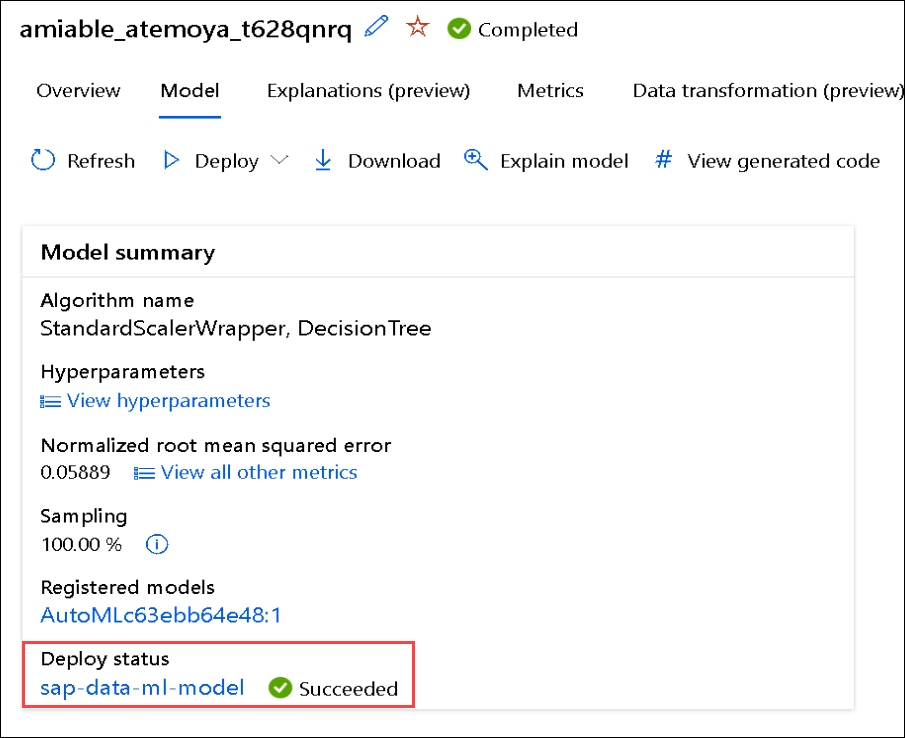 amiable_atemoya_t628qnrq Completed
Overview Model Explanations (preview) Metrics Data transformation (preview)
Refresh Deploy Download Explain model # View generated code
Model summary
Algorithm name
StandardScalerWrapper, DecisionTree
Hyperparameters
View hyperparameters
Normalized root mean squared error
0.05889 View all other metrics
Sampling
100.00 %
Registered models
AutoMLc63ebb64e48:1
Deploy status
sap-data-ml-model Succeeded